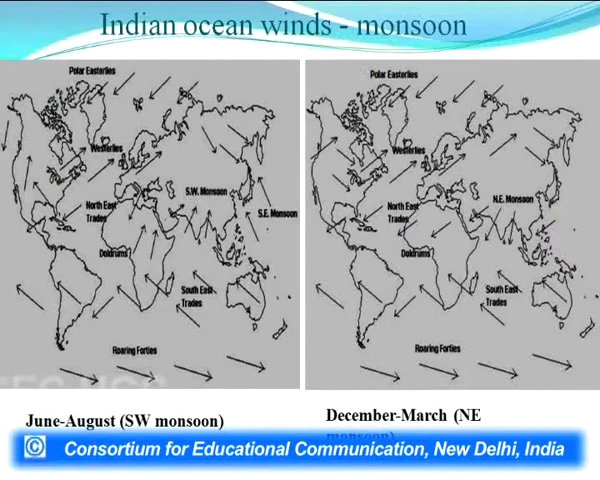 Indian ocean winds - monsoon
Polar Easterlies
Westerlies
S.W. Monsoon
North East
Trades
S.E. Monsoon
Doldrums
South East
Trades
Roaring Forties
Polar Easterlies
Westerlies
N.E. Monsoon
North East
Trades
Doldrums
South East
Trades
Roaring Forties
June-August (SW monsoon)
December-March (NE
monsoon)
© Consortium for Educational Communication, New Delhi, India